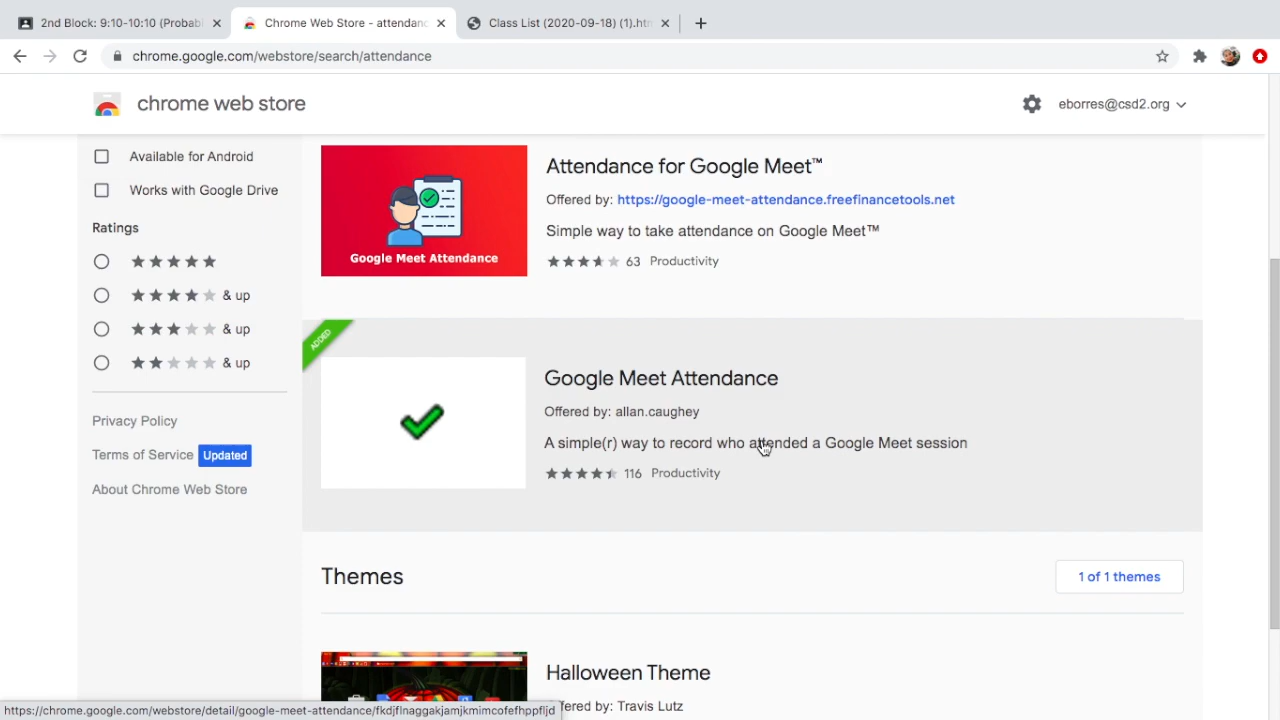 2nd Block: 9:10-10:10 (Probabl
Chrome Web Store - attendanc
Class List (2020-09-18) (1).htm
chrome.google.com/webstore/search/attendance
chrome web store
eborres@csd2.org
Available for Android
Works with Google Drive
Ratings
& up
& up
& up
Privacy Policy
Terms of Service Updated
About Chrome Web Store
Google Meet Attendance
Attendance for Google Meet™
Offered by: https://google-meet-attendance.freefinancetools.net
Simple way to take attendance on Google Meet™
63 Productivity
ADDED
Google Meet Attendance
Offered by: allan.caughey
A simple(r) way to record who attended a Google Meet session
116 Productivity
Themes
1 of 1 themes
Halloween Theme
ffered by: Travis Lutz
https://chrome.google.com/webstore/detail/google-meet-attendance/fkdjflnaggakjamjkmimcofefhppfljd